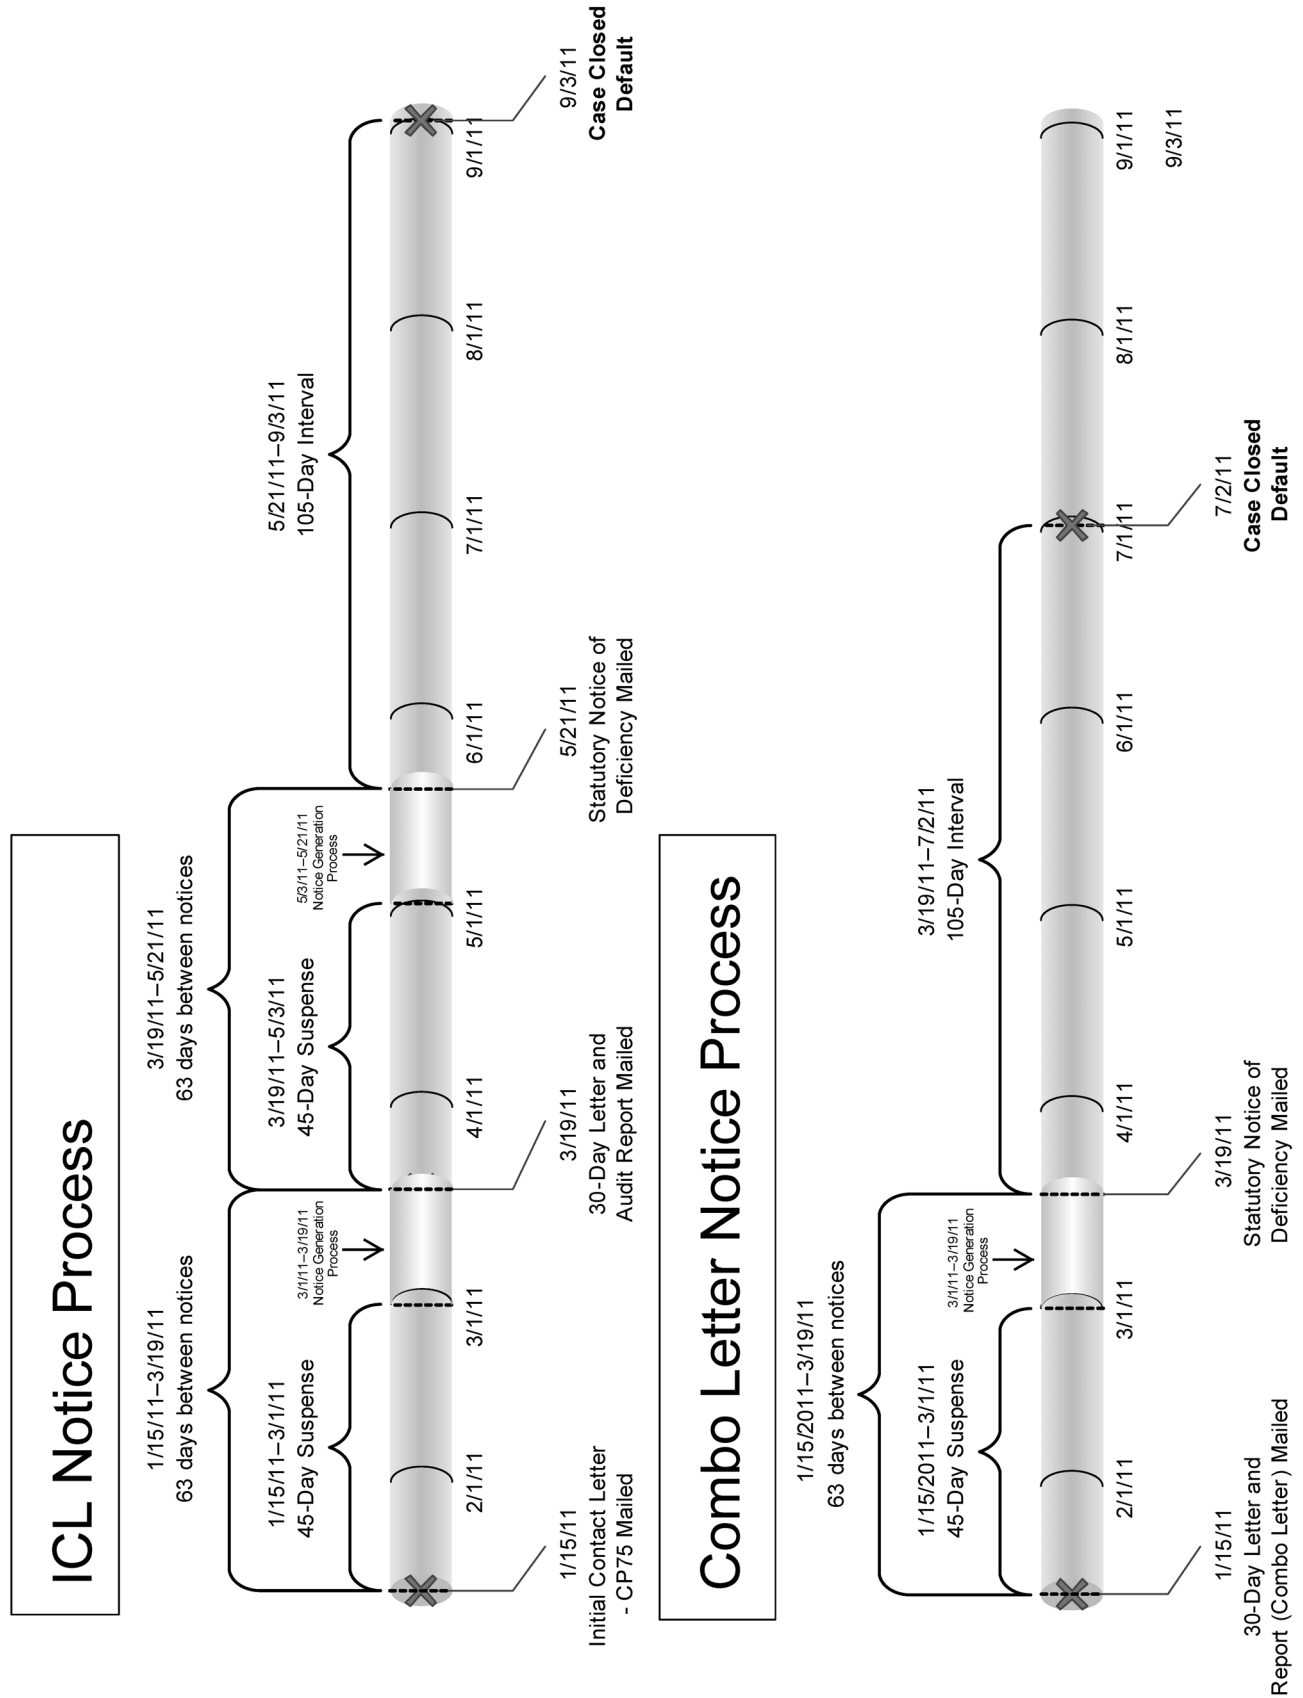 ICL Notice Process
1/15/11–3/19/11
63 days between notices
3/19/11–5/21/11
63 days between notices
1/15/11–3/1/11
45-Day Suspense
3/1/11–3/19/11
Notice Generation
Process
3/19/11–5/3/11
45-Day Suspense
5/3/11–5/21/11
Notice Generation
Process
5/21/11–9/3/11
105-Day Interval
2/1/11
3/1/11
4/1/11
5/1/11
6/1/11
7/1/11
8/1/11
9/1/11
1/15/11
Initial Contact Letter
- CP75 Mailed
3/19/11
30-Day Letter and
Audit Report Mailed
5/21/11
Statutory Notice of
Deficiency Mailed
9/3/11
Case Closed
Default
Combo Letter Notice Process
1/15/2011–3/19/11
63 days between notices
1/15/2011–3/1/11
45-Day Suspense
3/1/11–3/19/11
Notice Generation
Process
3/19/11–7/2/11
105-Day Interval
2/1/11
3/1/11
4/1/11
5/1/11
6/1/11
7/1/11
8/1/11
9/1/11
9/3/11
1/15/11
30-Day Letter and
Report (Combo Letter) Mailed
3/19/11
Statutory Notice of
Deficiency Mailed
7/2/11
Case Closed
Default